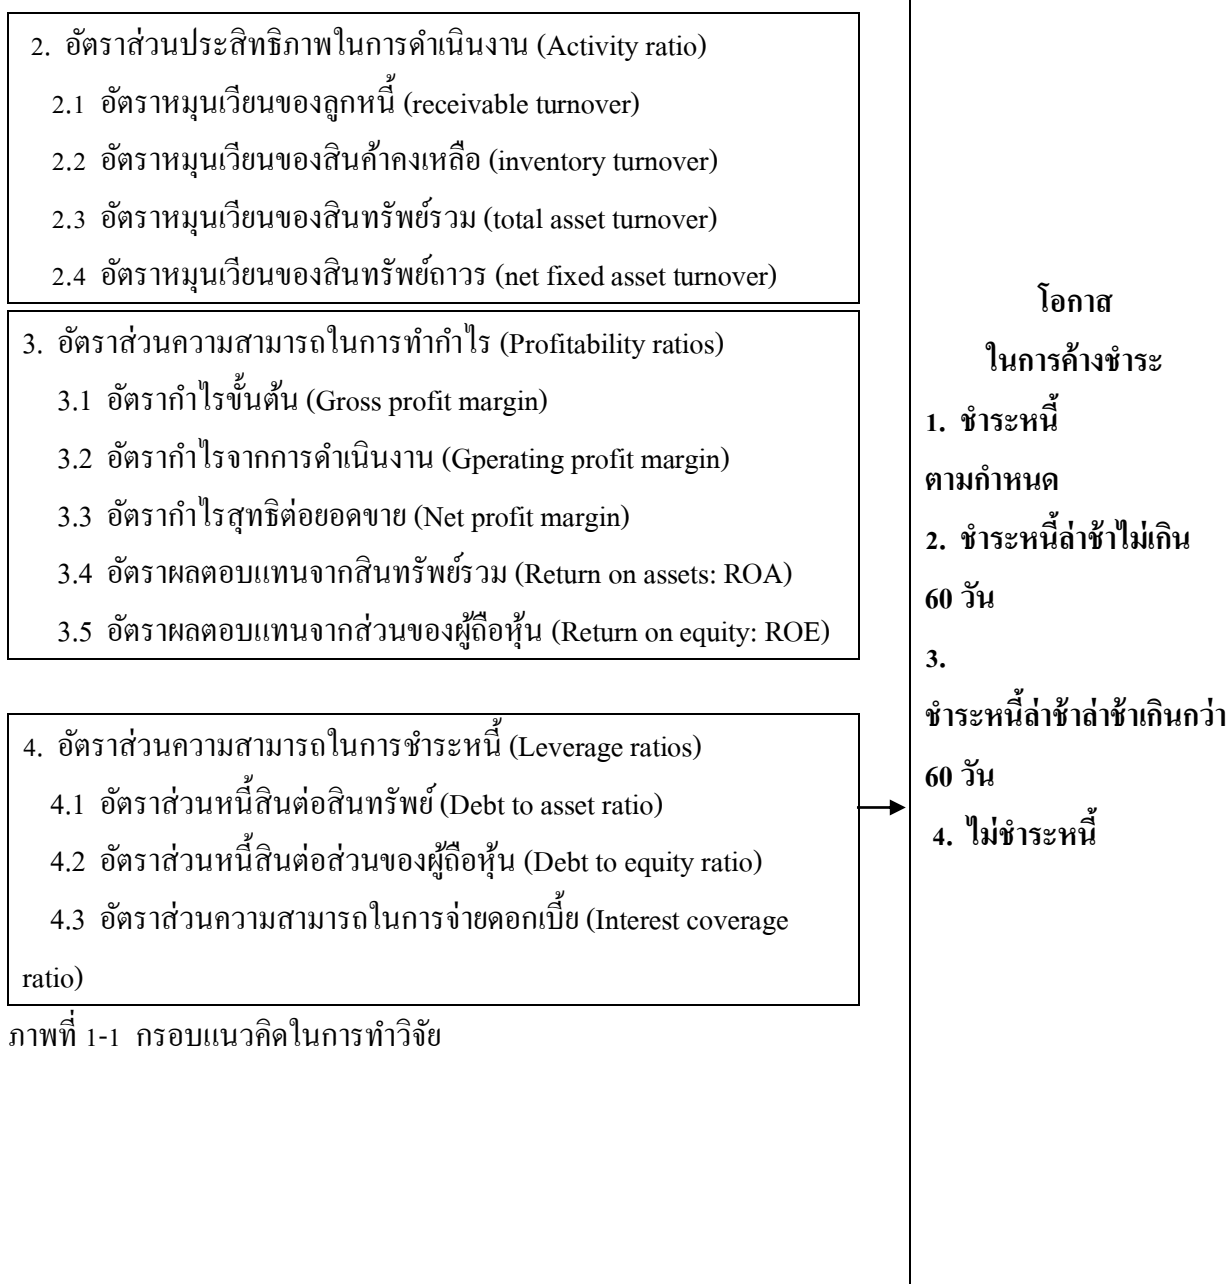 2. อัตราส่วนประสิทธิภาพในการดำเนินงาน (Activity ratio)
2.1 อัตราหมุนเวียนของลูกหนี้ (receivable turnover)
2.2 อัตราหมุนเวียนของสินค้าคงเหลือ (inventory turnover)
2.3 อัตราหมุนเวียนของสินทรัพย์รวม (total asset turnover)
2.4 อัตราหมุนเวียนของสินทรัพย์ถาวร (net fixed asset turnover)
3. อัตราส่วนความสามารถในการทำกำไร (Profitability ratios)
3.1 อัตรากำไรขั้นต้น (Gross profit margin)
3.2 อัตรากำไรจากการดำเนินงาน (Gperating profit margin)
3.3 อัตรากำไรสุทธิต่อยอดขาย (Net profit margin)
3.4 อัตราผลตอบแทนจากสินทรัพย์รวม (Return on assets: ROA)
3.5 อัตราผลตอบแทนจากส่วนของผู้ถือหุ้น (Return on equity: ROE)
4. อัตราส่วนความสามารถในการชำระหนี้ (Leverage ratios)
4.1 อัตราส่วนหนี้สินต่อสินทรัพย์ (Debt to asset ratio)
4.2 อัตราส่วนหนี้สินต่อส่วนของผู้ถือหุ้น (Debt to equity ratio)
4.3 อัตราส่วนความสามารถในการจ่ายดอกเบี้ย (Interest coverage
ratio)
โอกาส
ในการค้างชำระ
1. ชำระหนี้
ตามกำหนด
2. ชำระหนี้ล่าช้าไม่เกิน
60 วัน
3.
ชำระหนี้ล่าช้าล่าช้าเกินกว่า
60 วัน
4. ไม่ชำระหนี้
ภาพที่ 1-1 กรอบแนวคิดในการทำวิจัย